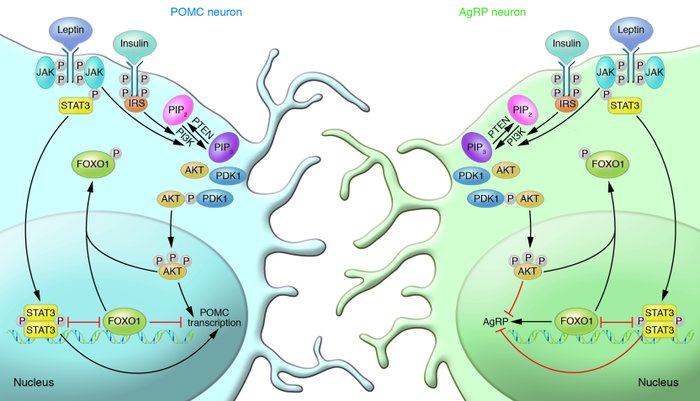 POMC neuron
AgRP neuron
Leptin
Insulin
Insulin
Leptin
P P
P P
P P
JAK
JAK
P
STAT3
P P
P P
IRS
PIP2
PTEN
PI3K
PIP3
AKT
PDK1
AKT P PDK1
FOXO1 P
P P P
AKT
STAT3
P P
STAT3
FOXO1
POMC
transcription
Nucleus
P P
P P
IRS
P P
P P
P P
JAK
JAK
P
STAT3
PIP2
PTEN
PI3K
PIP3
AKT
PDK1
PDK1 P AKT
P
FOXO1
P P P
AKT
AgRP
FOXO1
STAT3
P P
STAT3
Nucleus